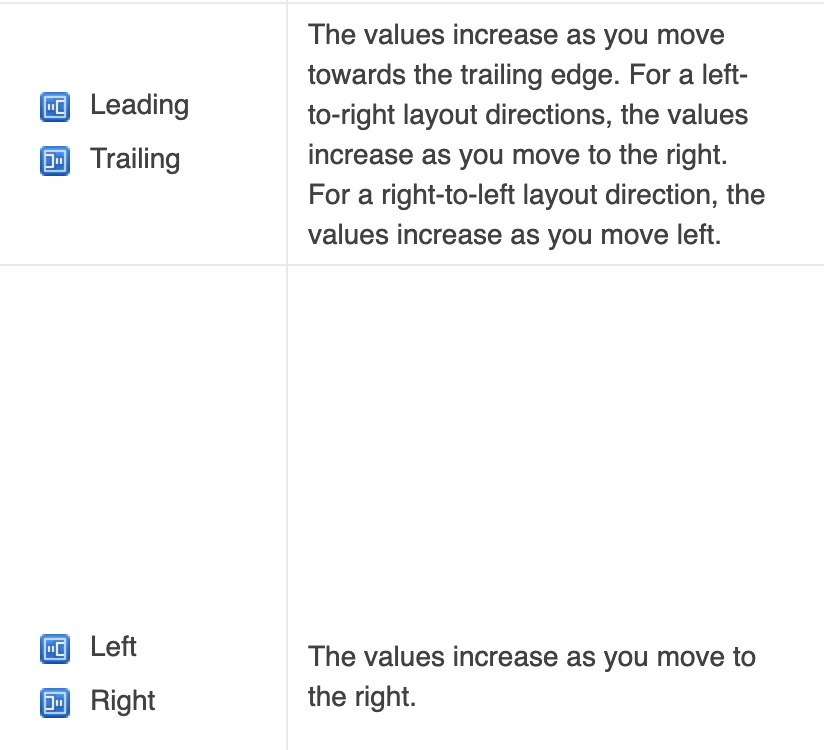 Leading
Trailing
The values increase as you move
towards the trailing edge. For a left-
to-right layout directions, the values
increase as you move to the right.
For a right-to-left layout direction, the
values increase as you move left.
Left
Right
The values increase as you move to
the right.